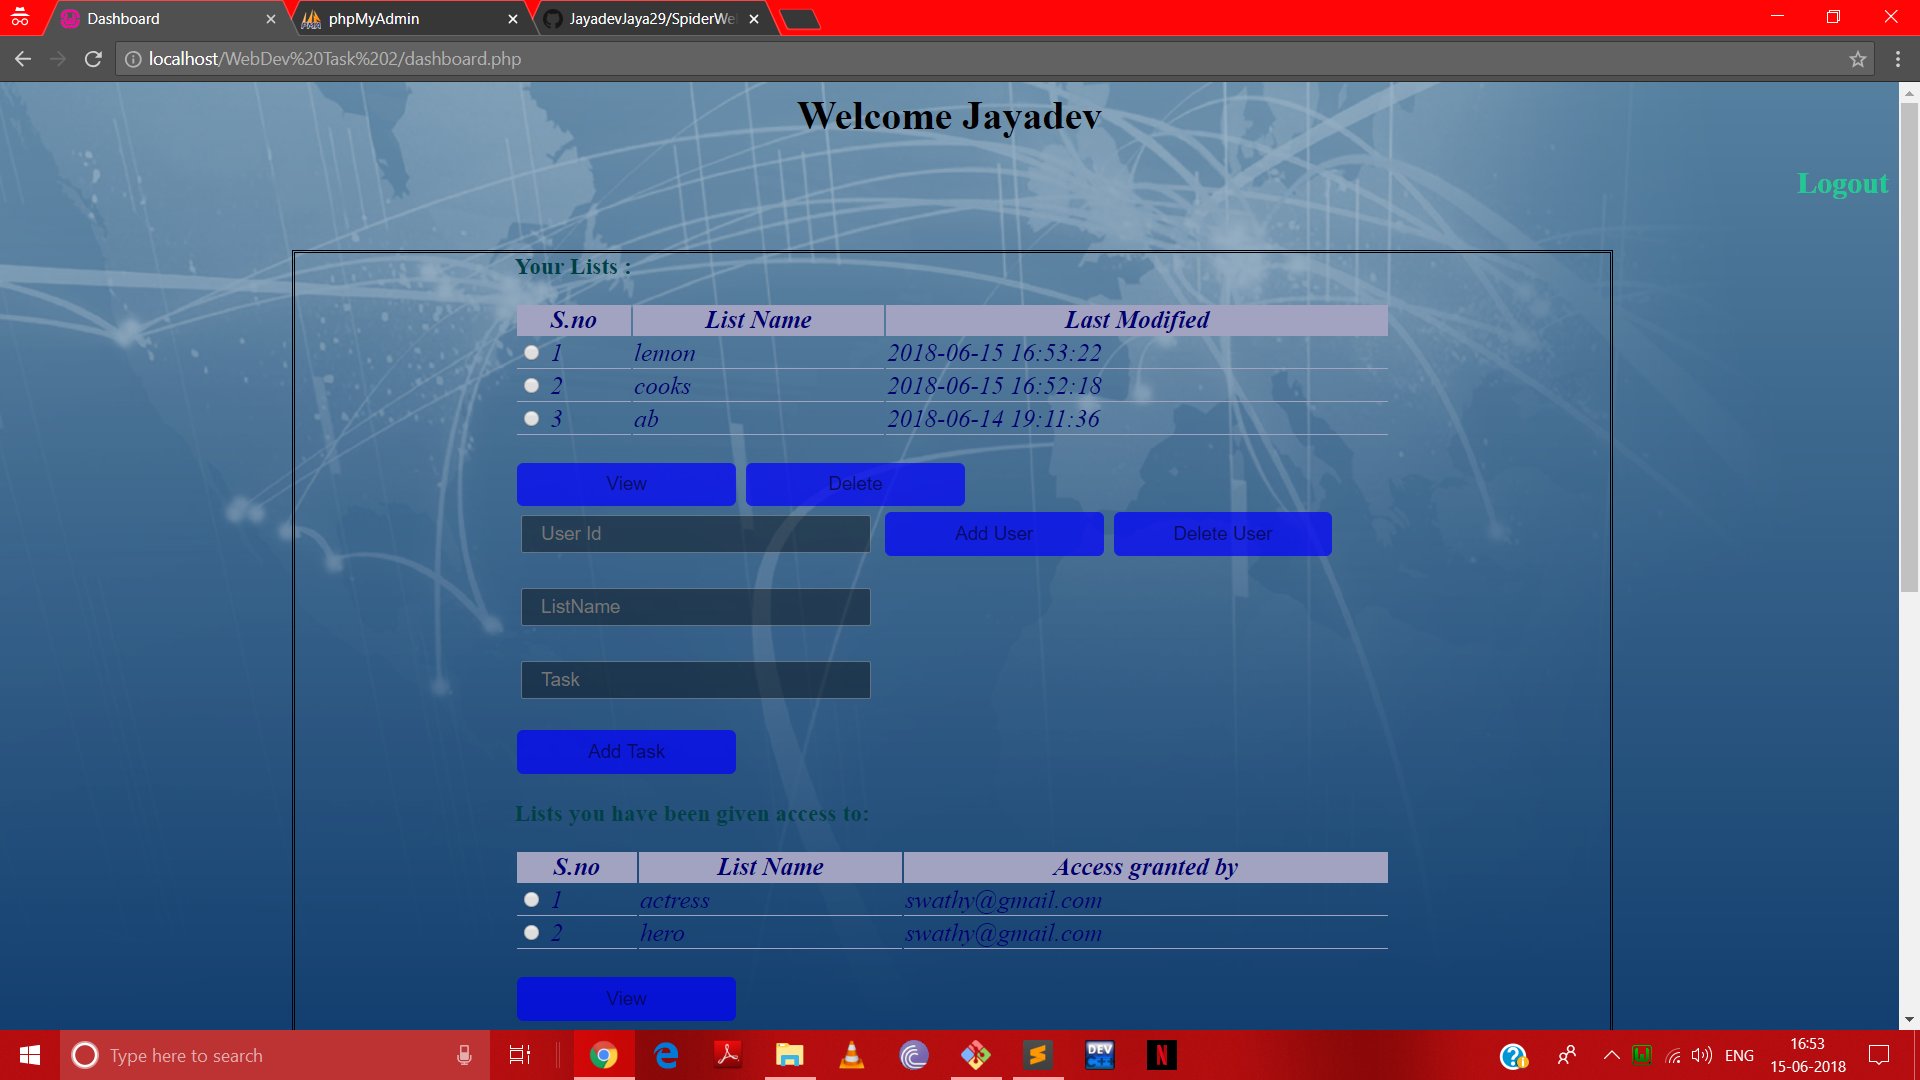 Dashboard
phpMyAdmin
JayadevJaya29/SpiderWe
localhost/WebDev%20Task%202/dashboard.php
Welcome Jayadev
Logout
Your Lists :
S.no List Name Last Modified
1 lemon 2018-06-15 16:53:22
2 cooks 2018-06-15 16:52:18
3 ab 2018-06-14 19:11:36
View Delete
User Id Add User Delete User
ListName
Task
Add Task
Lists you have been given access to:
S.no List Name Access granted by
1 actress swathy@gmail.com
2 hero swathy@gmail.com
View
Type here to search
DEV C++
N
ENG
16:53
15-06-2018